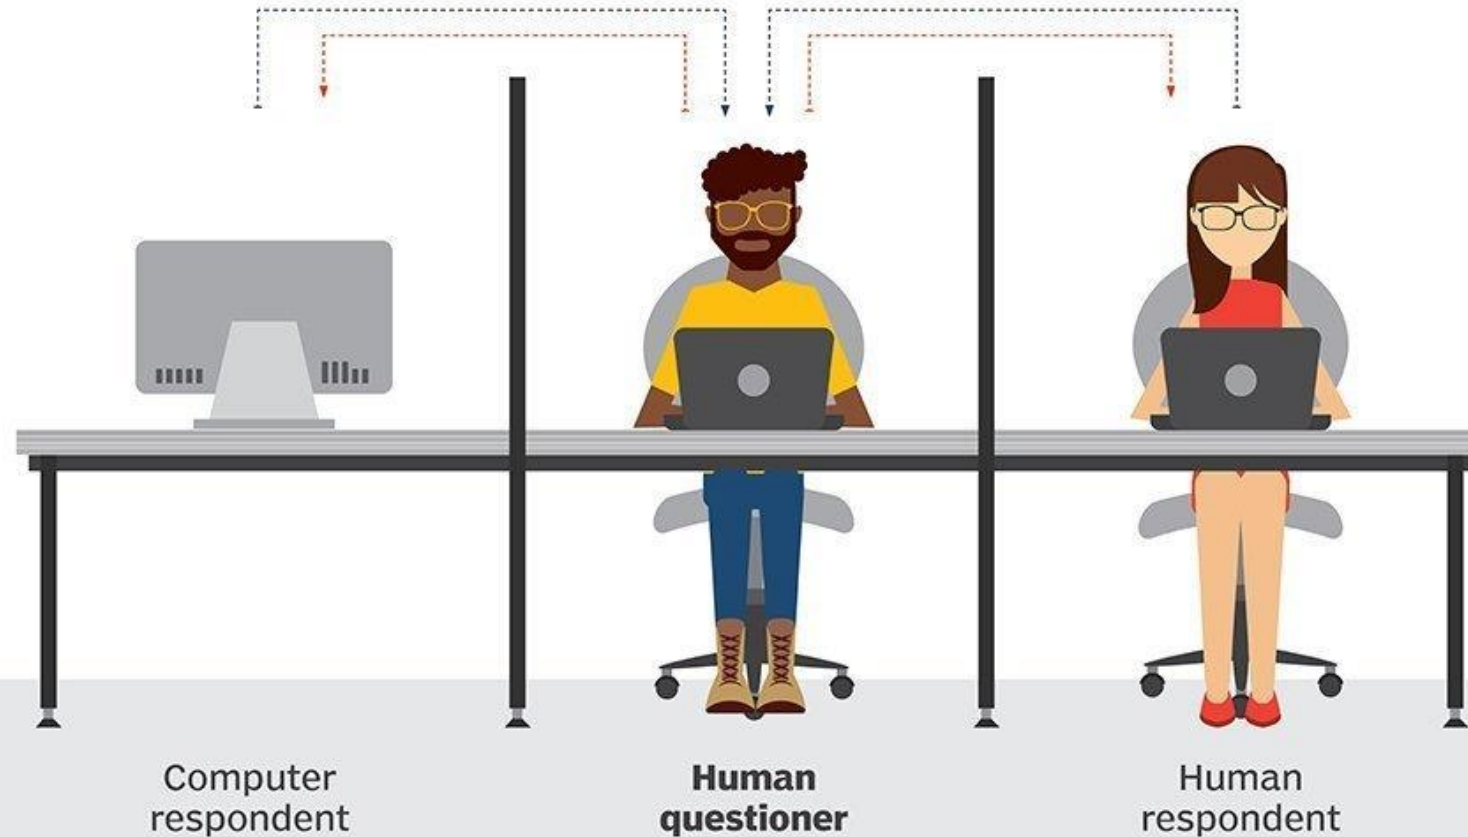 Computer
respondent
Human
questioner
Human
respondent